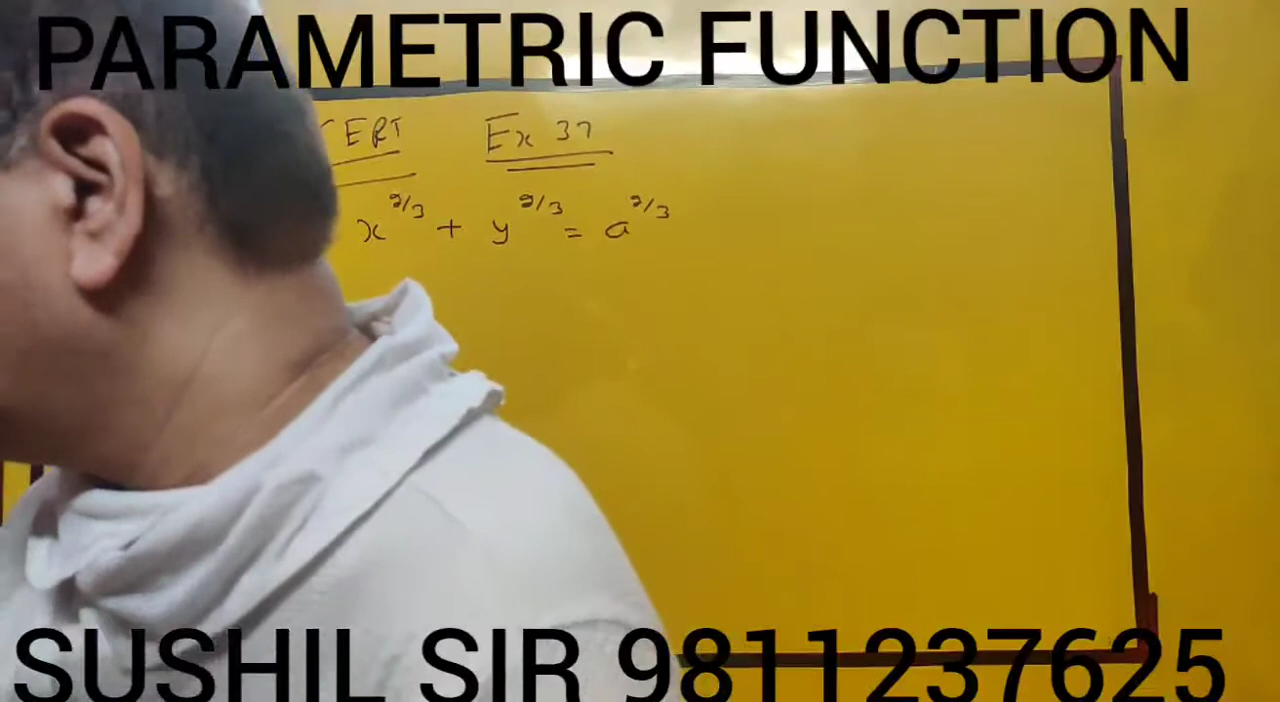 PARAMETRIC FUNCTION
CERT Ex 37
x^2/3 + y^2/3 = a^2/3
SUSHIL SIR 9811237625